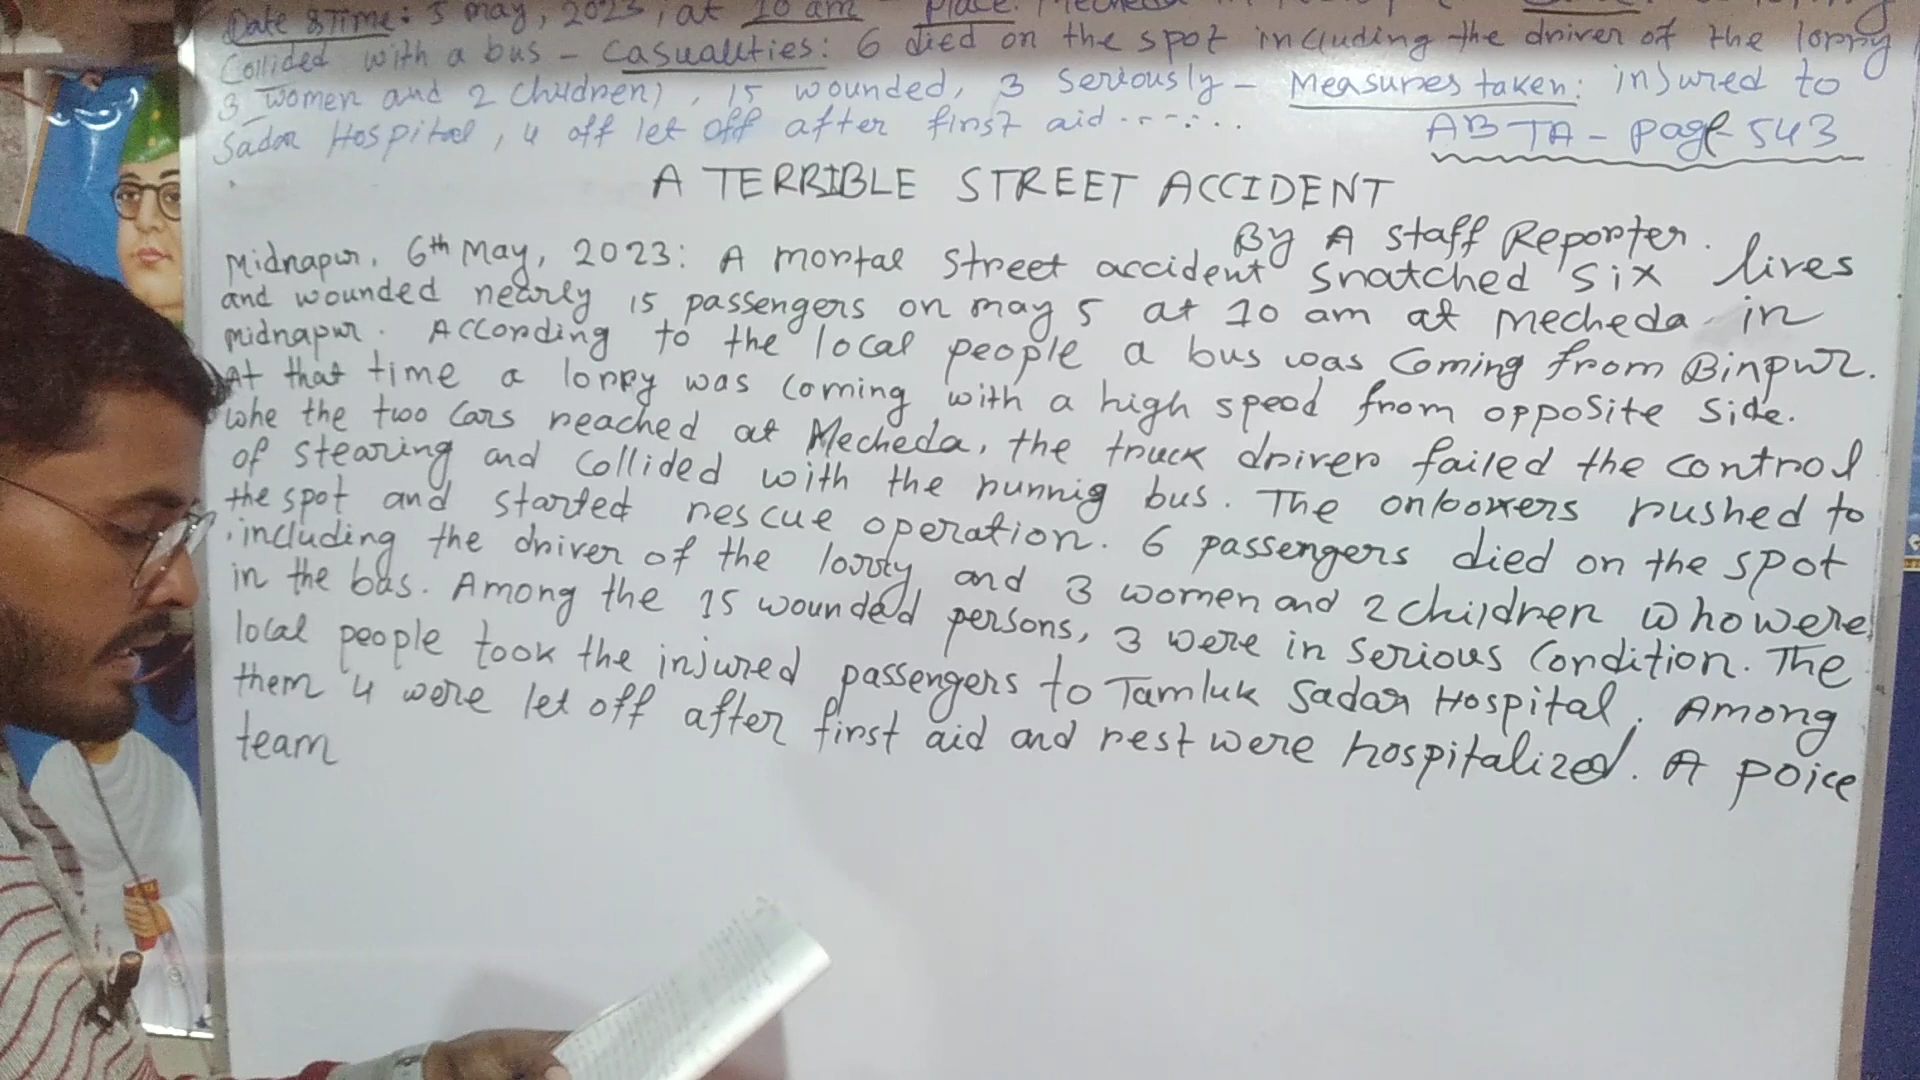 Date & Time: 5 may, 2023, at 10 am - Place: Mecheda in
Collided with a bus - Casualities: 6 died on the spot including the driver of the lorry
3 women and 2 children), 15 wounded, 3 seriously - Measures taken: injured to
Sadar Hospital, 4 off let off after first aid
ABTA - page 543
A TERRIBLE STREET ACCIDENT
By A Staff Reporter.
Midnapur, 6th May, 2023: A mortal street accident snatched six lives
and wounded nearly 15 passengers on may 5 at 10 am at mecheda in
midnapur. According to the local people a bus was coming from Binpur.
At that time a lorry was coming with a high speed from opposite side.
Whe the two cars reached at Mecheda, the truck driver failed the control
of stearing and collided with the runnig bus. The onlookers rushed to
the spot and started rescue operation. 6 passengers died on the spot
including the driver of the lorry and 3 women and 2 children who were
in the bus. Among the 15 wounded persons, 3 were in serious condition. The
local people took the injured passengers to Tamluk Sadar Hospital. Among
them 4 were let off after first aid and rest were hospitalized. A poice
team